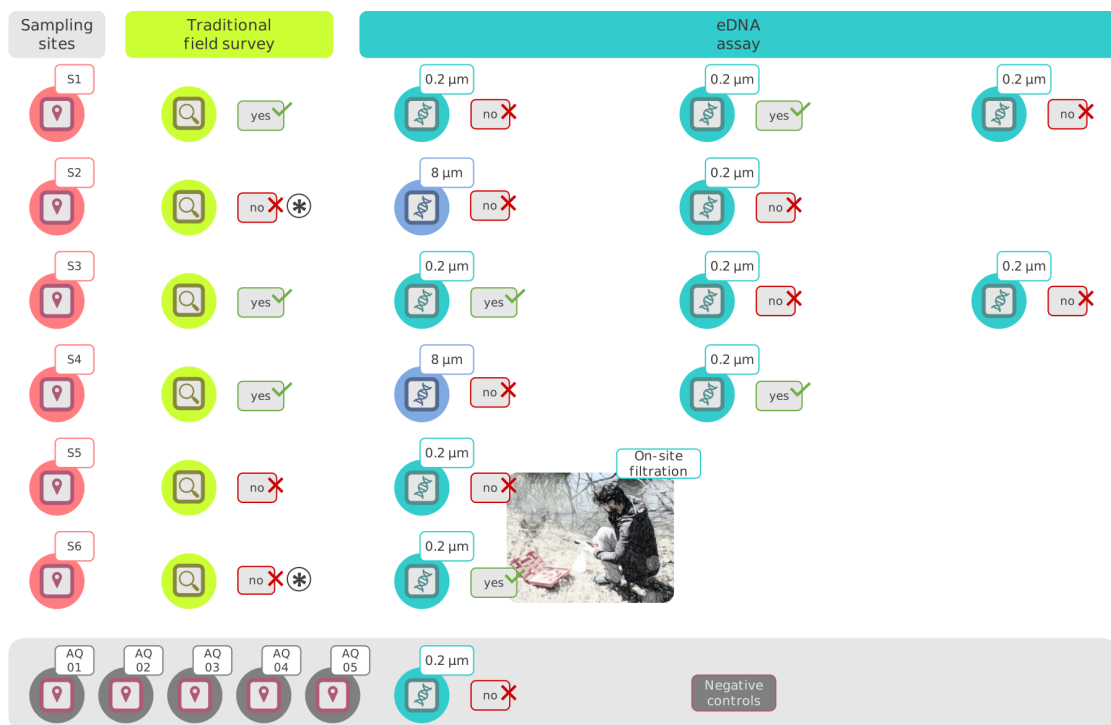 Sampling
sites
Traditional
field survey
eDNA
assay
S1
yes
0.2 µm
no
0.2 µm
yes
0.2 µm
no
S2
no
*
8 µm
no
0.2 µm
no
S3
yes
0.2 µm
yes
0.2 µm
no
0.2 µm
no
S4
yes
8 µm
no
0.2 µm
yes
S5
no
0.2 µm
no
On-site
filtration
S6
no
*
0.2 µm
yes
AQ
01
AQ
02
AQ
03
AQ
04
AQ
05
0.2 µm
no
Negative
controls